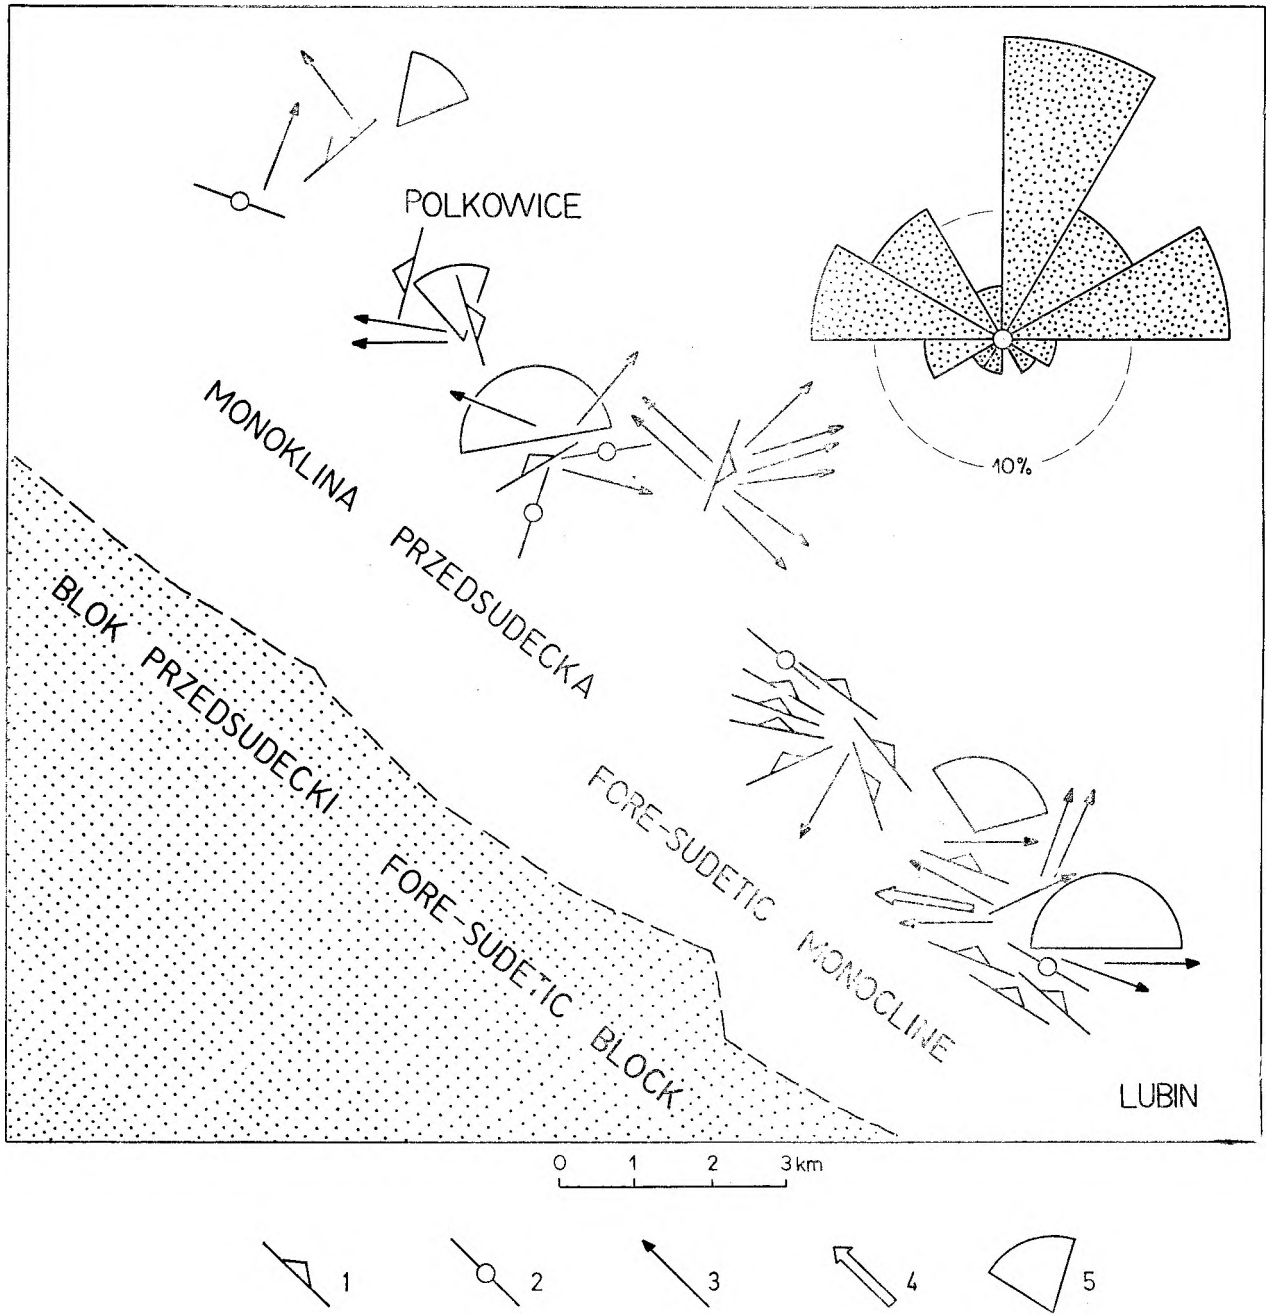 POLKOWICE
10%
MONOKLINA PRZEDSUDECKA
BLOK PRZEDSUDECKI
FORE-SUDETIC MONOCLINE
FORE-SUDETIC BLOCK
LUBIN
0 1 2 3 km
1 2 3 4 5